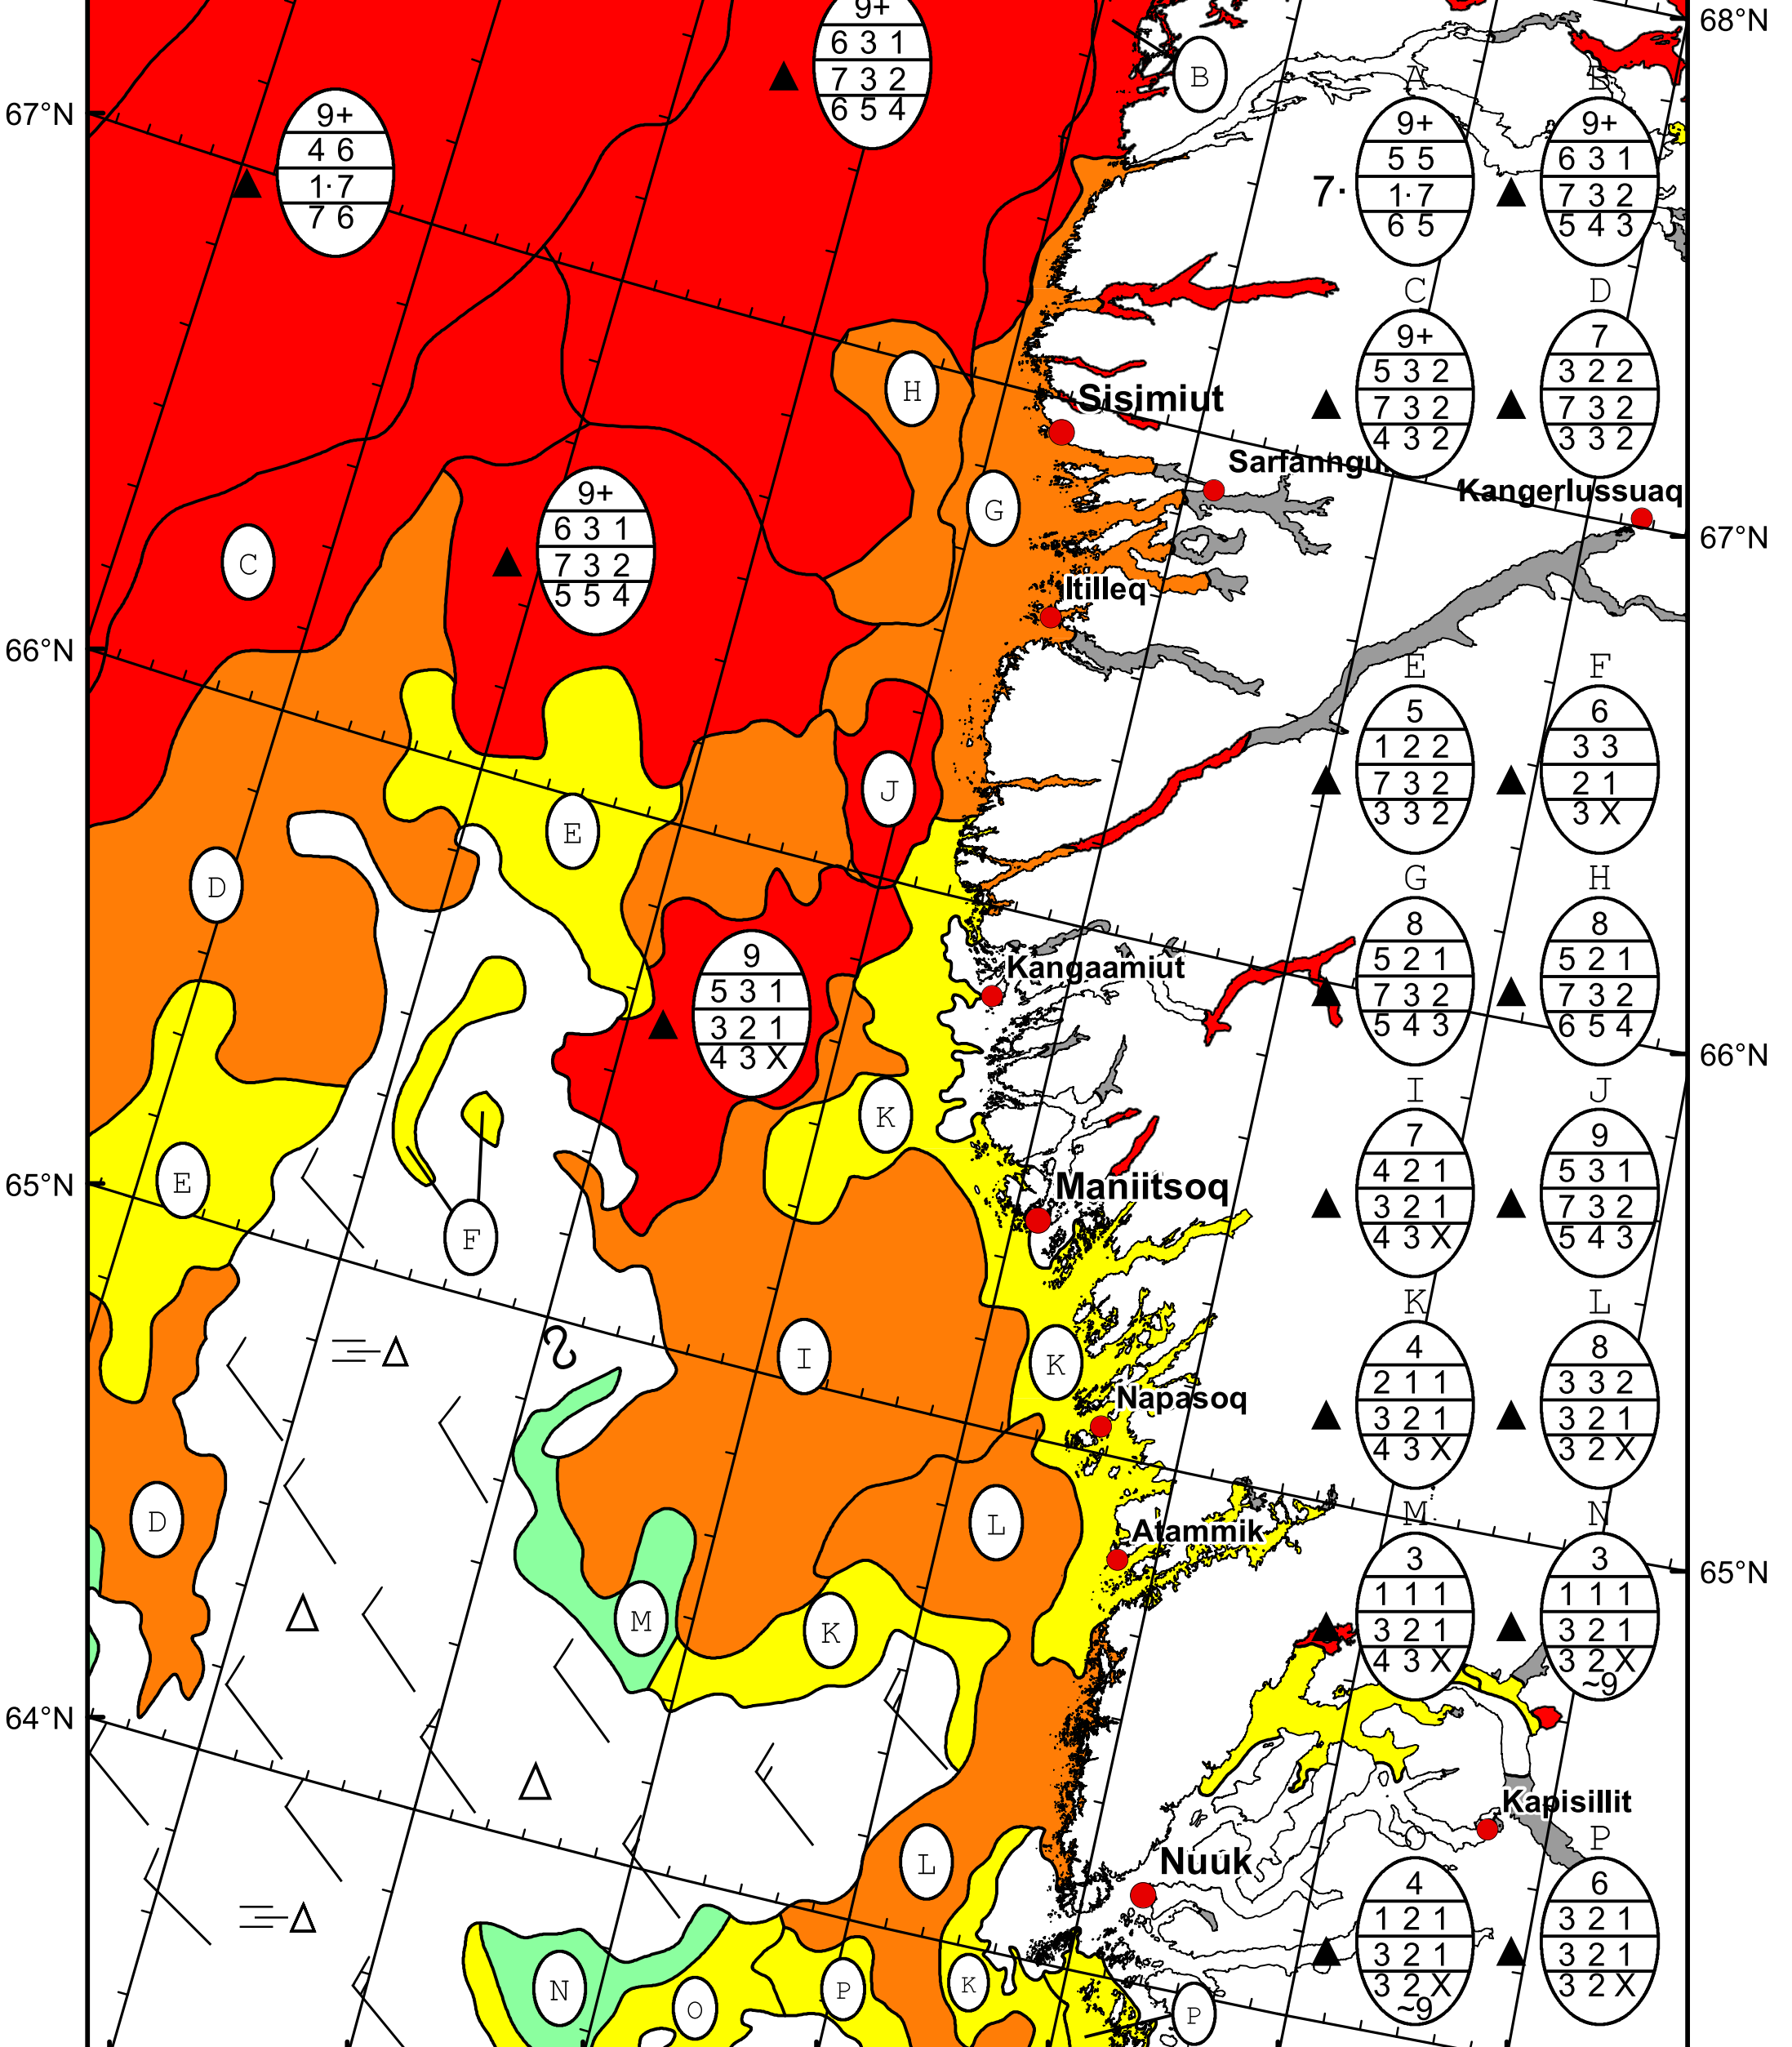 9+
6 3 1
7 3 2
6 5 4
68°N
67°N
9+
4 6
1· 7
7 6
B
A
9+
5 5
1· 7
6 5
7·
B
9+
6 3 1
7 3 2
5 4 3
C
9+
5 3 2
7 3 2
4 3 2
D
7
3 2 2
7 3 2
3 3 2
H
Sisimiut
G
Kangerlussuaq
67°N
9+
6 3 1
7 3 2
5 5 4
C
Itilleq
66°N
E
5
1 2 2
7 3 2
3 3 2
F
6
3 3
2 1
3 X
J
E
D
G
8
5 2 1
7 3 2
5 4 3
H
8
5 2 1
7 3 2
6 5 4
9
5 3 1
3 2 1
4 3 X
Kangaamiut
66°N
K
I
7
4 2 1
3 2 1
4 3 X
J
9
5 3 1
7 3 2
5 4 3
65°N
E
Maniitsoq
F
K
4
2 1 1
3 2 1
4 3 X
L
8
3 3 2
3 2 1
3 2 X
I
K
Napasoq
D
L
Atammik
65°N
M
3
1 1 1
3 2 1
4 3 X
N
3
1 1 1
3 2 1
3 2 X
~9
M
K
64°N
Kapisillit
L
Nuuk
O
4
1 2 1
3 2 1
3 2 X
~9
P
6
3 2 1
3 2 1
3 2 X
N
O
P
K
P